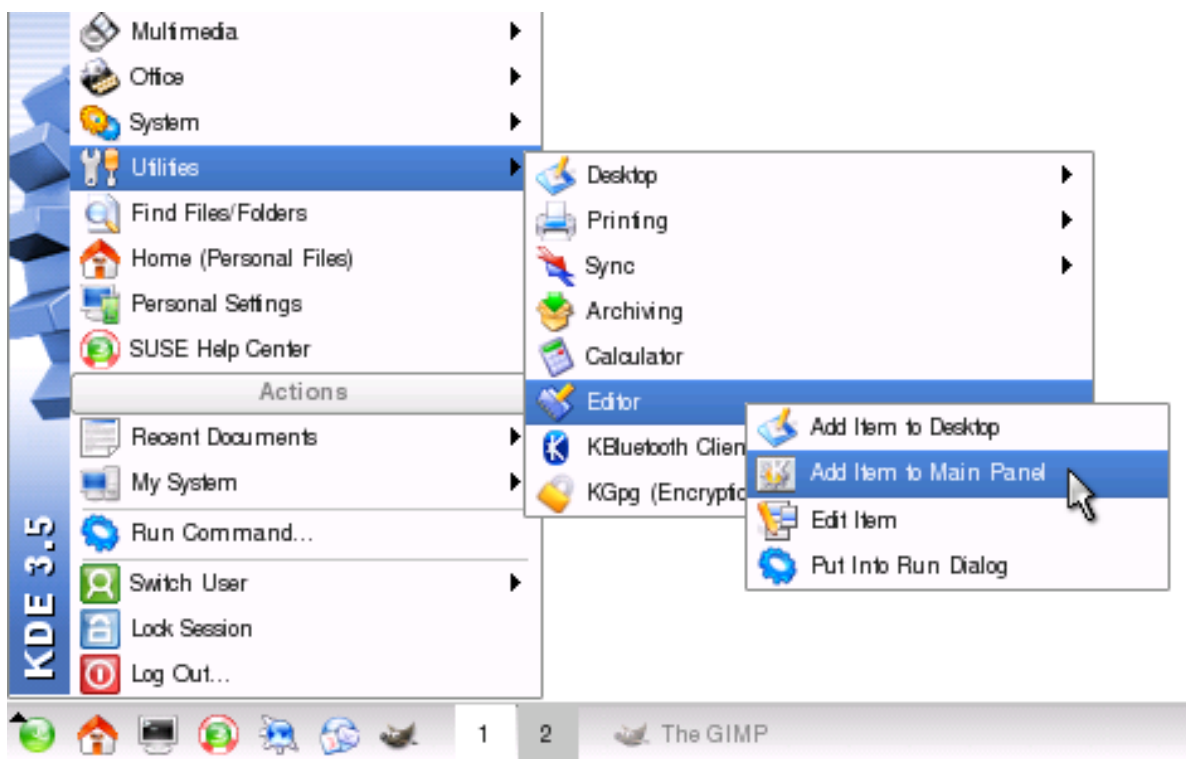 Multimedia
Office
System
Utilities
Find Files/Folders
Home (Personal Files)
Personal Settings
SUSE Help Center
Actions
Recent Documents
My System
Run Command...
Switch User
Lock Session
Log Out...
KDE 3.5
Desktop
Printing
Sync
Archiving
Calculator
Editor
KBluetooth Clien
KGpg (Encryptio
Add Item to Desktop
Add Item to Main Panel
Edit Item
Put Into Run Dialog
1
2
The GIMP